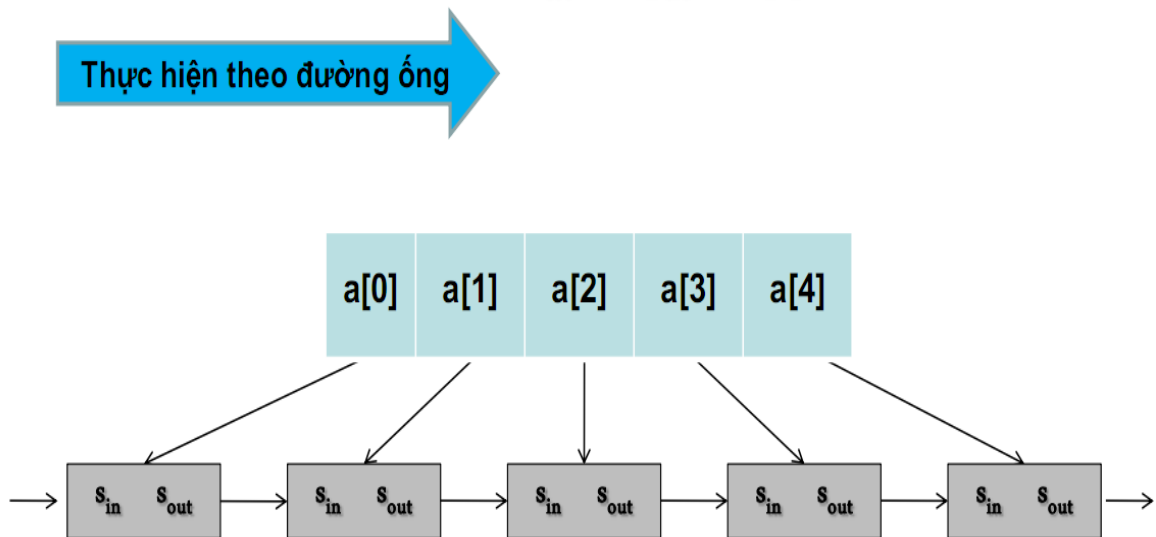 Thực hiện theo đường ống
a[0] a[1] a[2] a[3] a[4]
s_in s_out s_in s_out s_in s_out s_in s_out s_in s_out